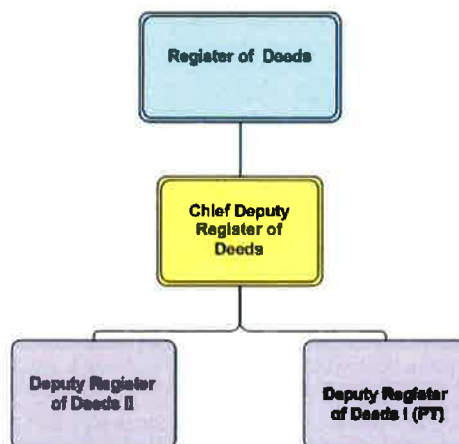 Register of Deeds
Chief Deputy
Register of
Deeds
Deputy Register
of Deeds II
Deputy Register
of Deeds I (PT)